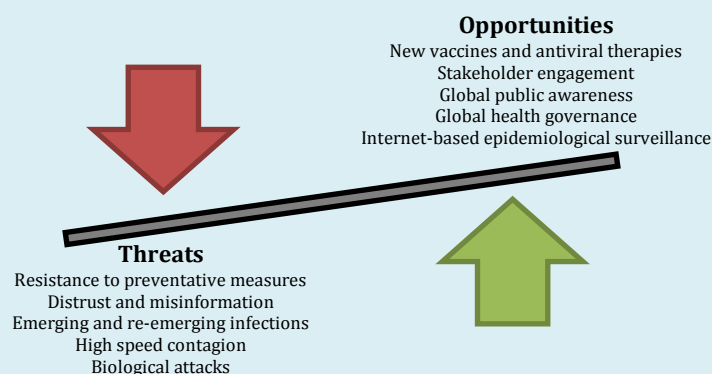 Opportunities
New vaccines and antiviral therapies
Stakeholder engagement
Global public awareness
Global health governance
Internet-based epidemiological surveillance
Threats
Resistance to preventative measures
Distrust and misinformation
Emerging and re-emerging infections
High speed contagion
Biological attacks